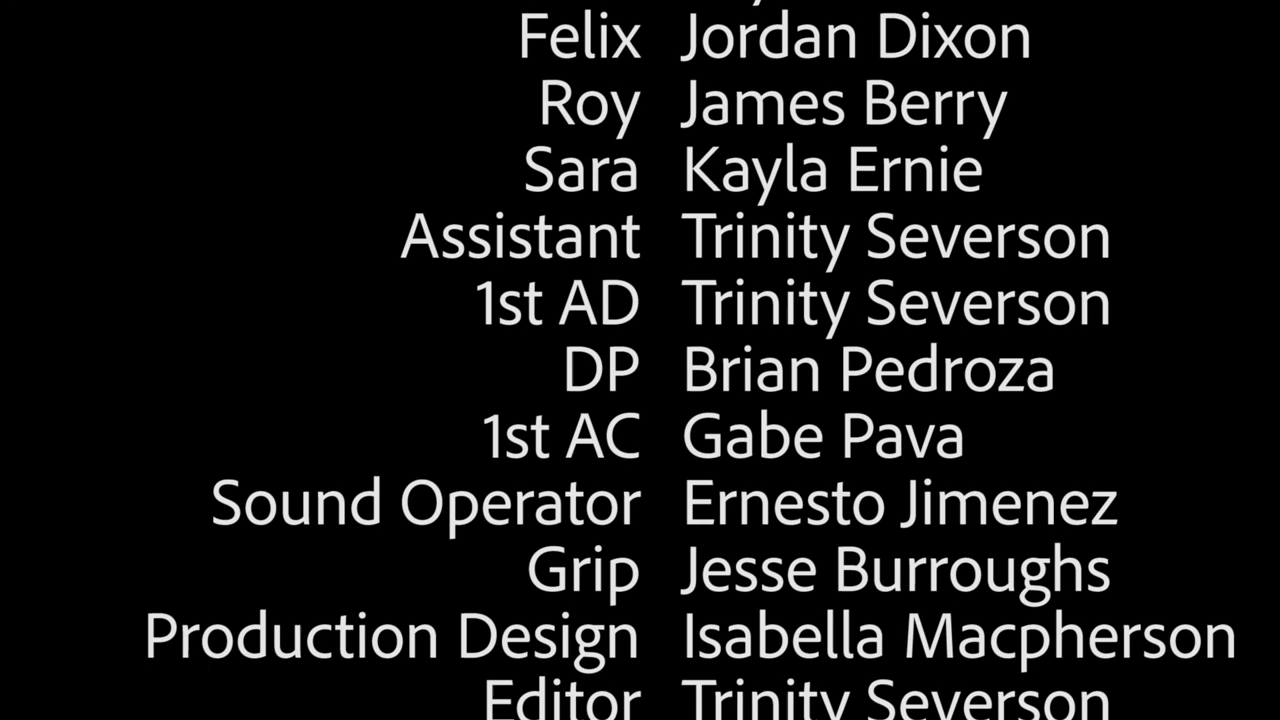 Felix Jordan Dixon
Roy James Berry
Sara Kayla Ernie
Assistant Trinity Severson
1st AD Trinity Severson
DP Brian Pedroza
1st AC Gabe Pava
Sound Operator Ernesto Jimenez
Grip Jesse Burroughs
Production Design Isabella Macpherson
Editor Trinity Severson